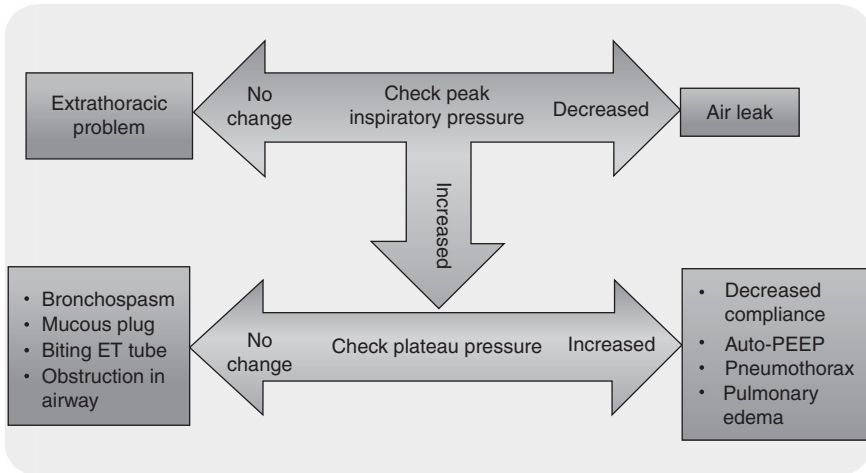 Extrathoracic
problem
No
change
Check peak
inspiratory pressure
Decreased
Air leak
Increased
• Bronchospasm
• Mucous plug
• Biting ET tube
• Obstruction in
airway
No
change
Check plateau pressure
Increased
• Decreased
compliance
• Auto-PEEP
• Pneumothorax
• Pulmonary
edema